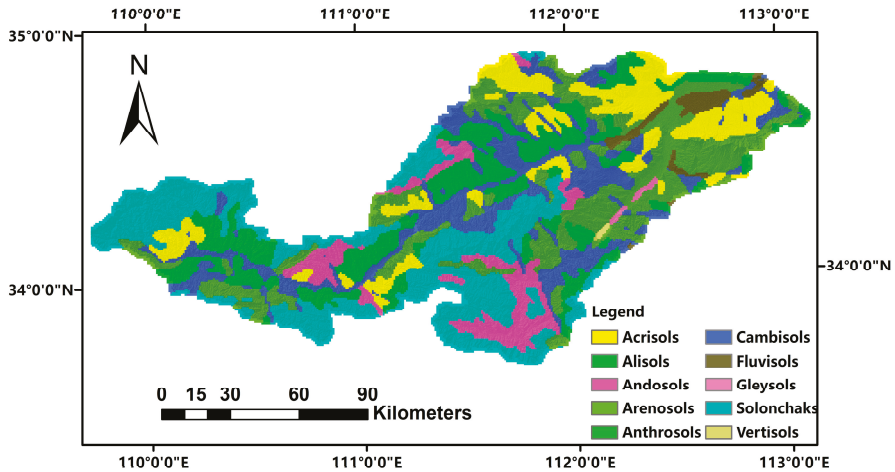 110°0'0"E 111°0'0"E 112°0'0"E 113°0'0"E
35°0'0"N
N
34°0'0"N
34°0'0"N
Legend
Acrisols Cambisols
Alisols Fluvisols
Andosols Gleysols
Arenosols Solonchaks
Anthrosols Vertisols
0 15 30 60 90
Kilometers
110°0'0"E 111°0'0"E 112°0'0"E 113°0'0"E